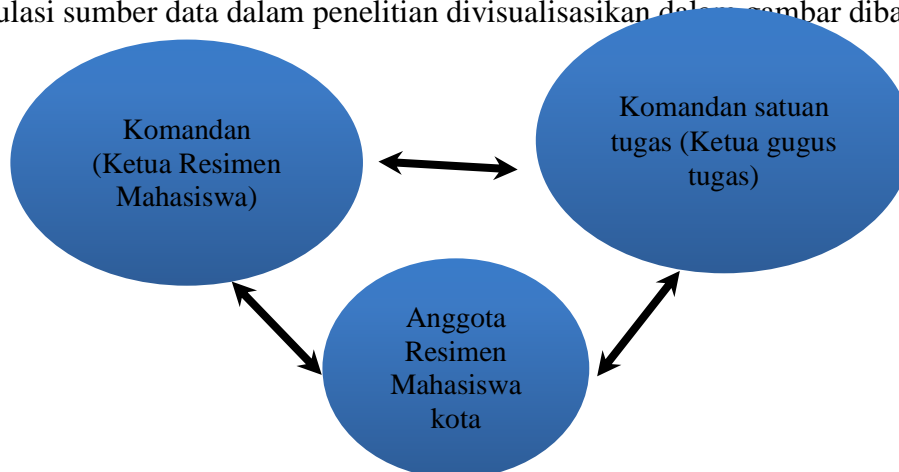 ulasi sumber data dalam penelitian divisualisasikan dalam gambar diba
Komandan
(Ketua Resimen
Mahasiswa)
Komandan satuan
tugas (Ketua gugus
tugas)
Anggota
Resimen
Mahasiswa
kota